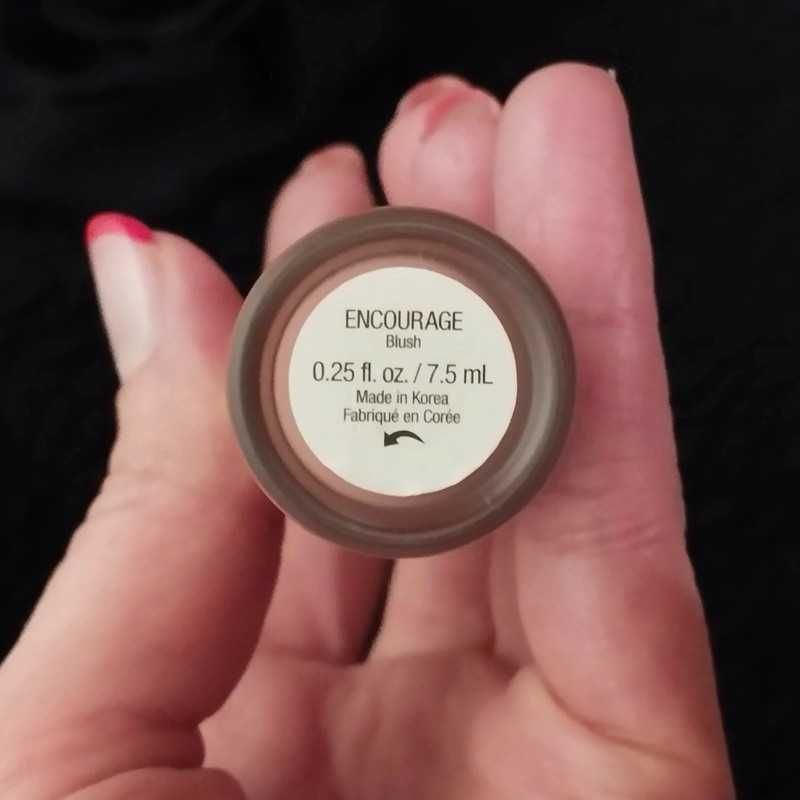 ENCOURAGE
Blush
0.25 fl. oz. / 7.5 mL
Made in Korea
Fabriqué en Corée